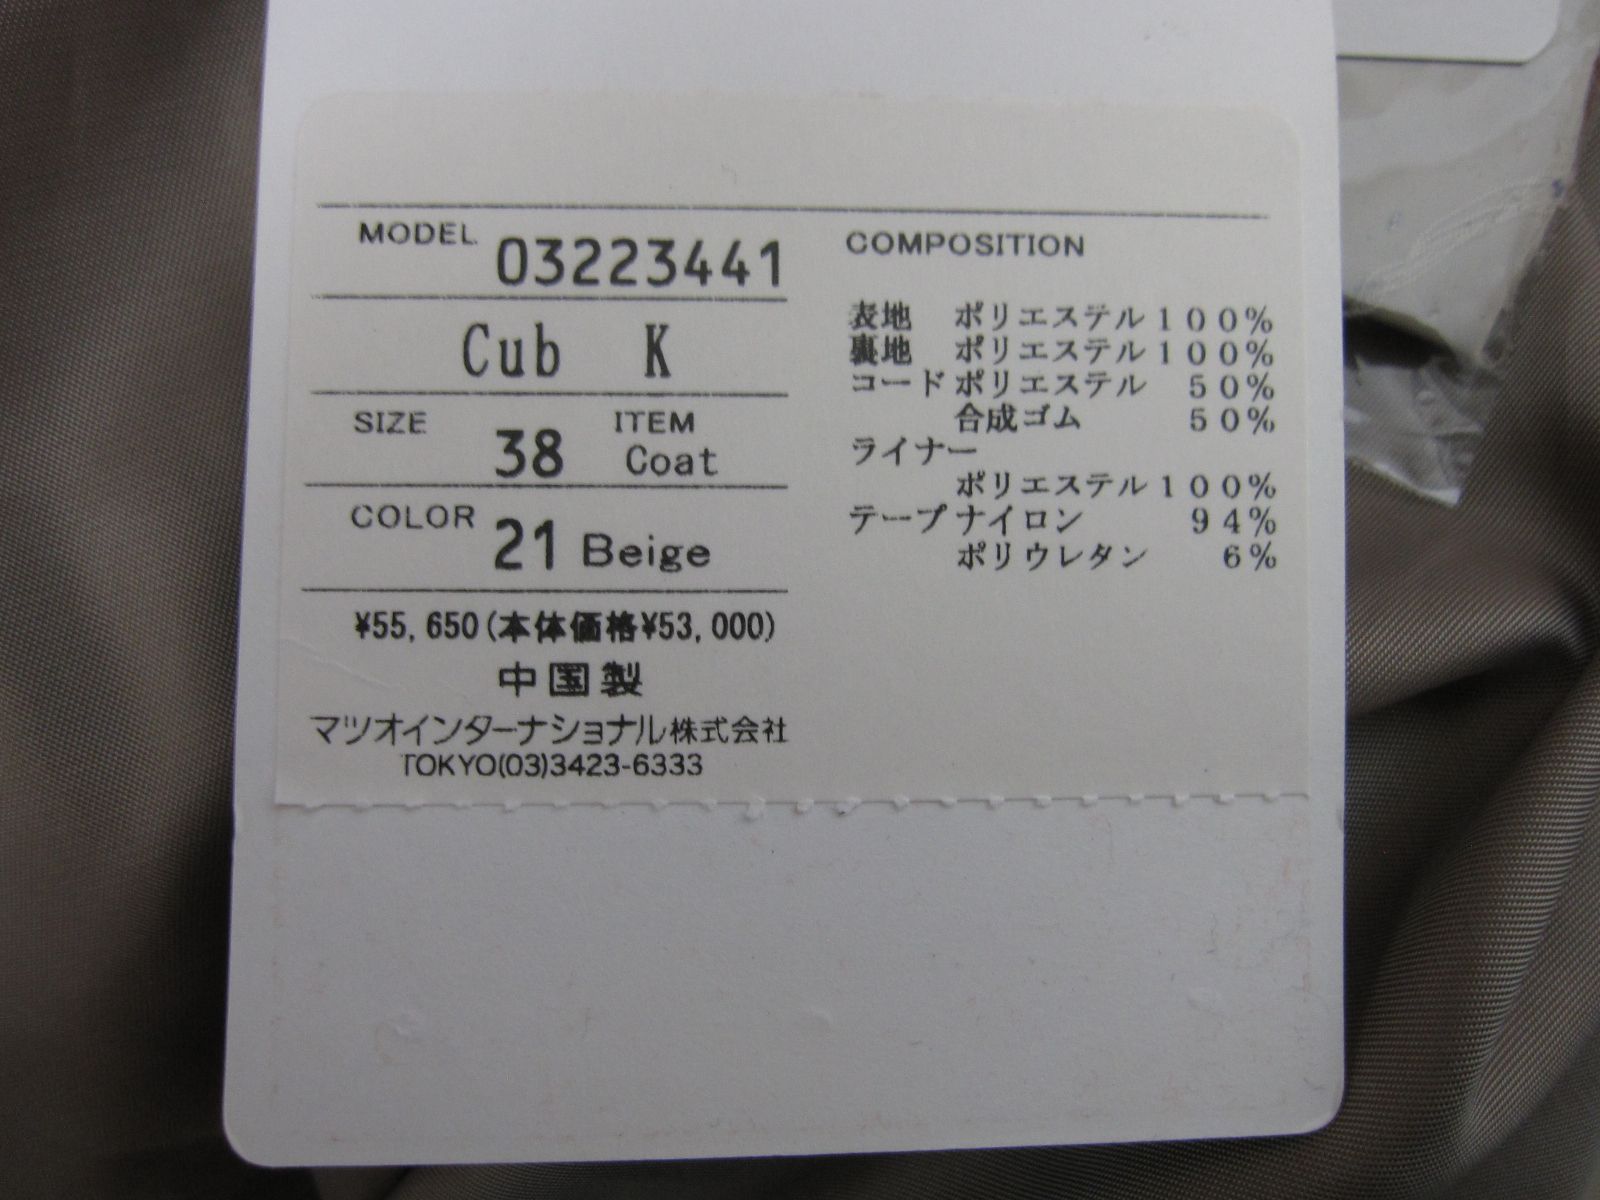 MODEL 03223441
Cub K
SIZE 38 ITEM Coat
COLOR 21 Beige
¥55,650(本体価格¥53,000)
中国製
マツオインターナショナル株式会社
TOKYO(03)3423-6333
COMPOSITION
表地 ポリエステル100%
裏地 ポリエステル100%
コードポリエステル 50%
合成ゴム 50%
ライナー
ポリエステル100%
テープナイロン 94%
ポリウレタン 6%